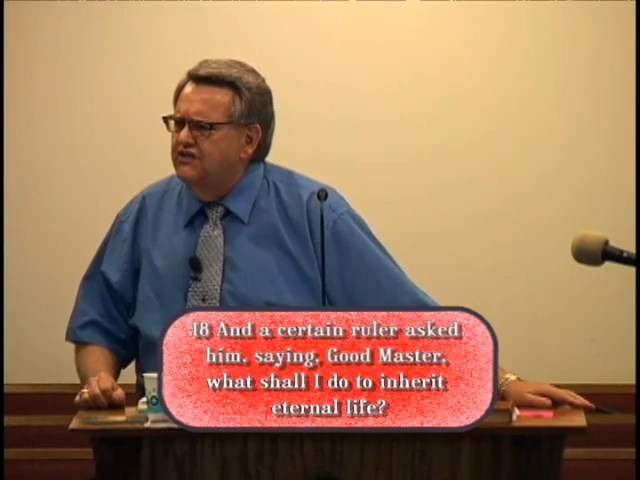 18 And a certain ruler asked
him, saying, Good Master,
what shall I do to inherit
eternal life?